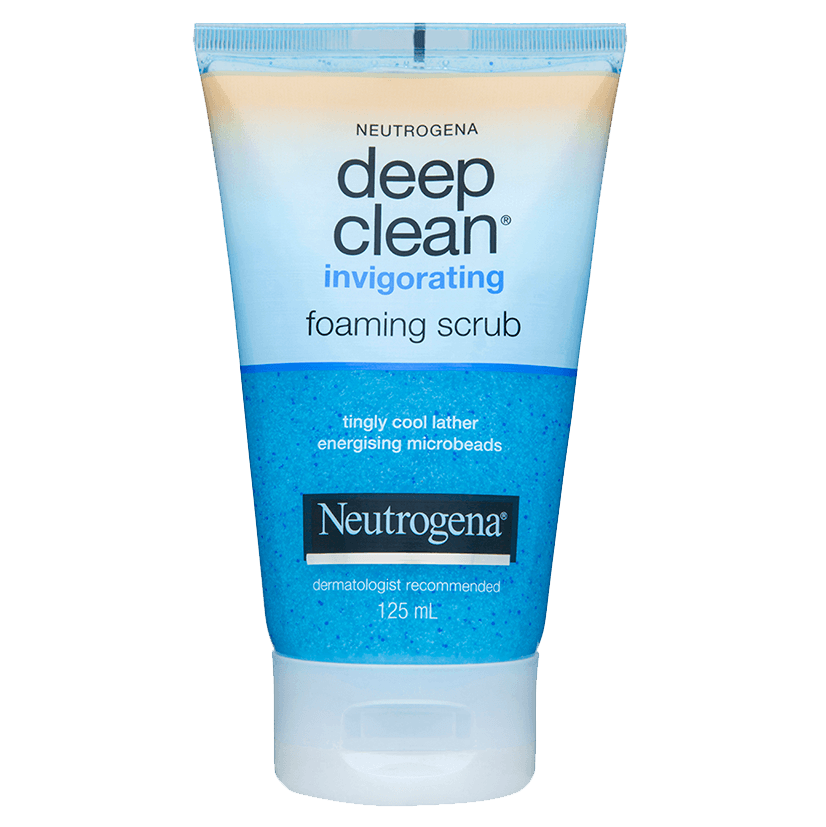 NEUTROGENA
deep
clean®
invigorating
foaming scrub
tingly cool lather
energising microbeads
Neutrogena®
dermatologist recommended
125 mL